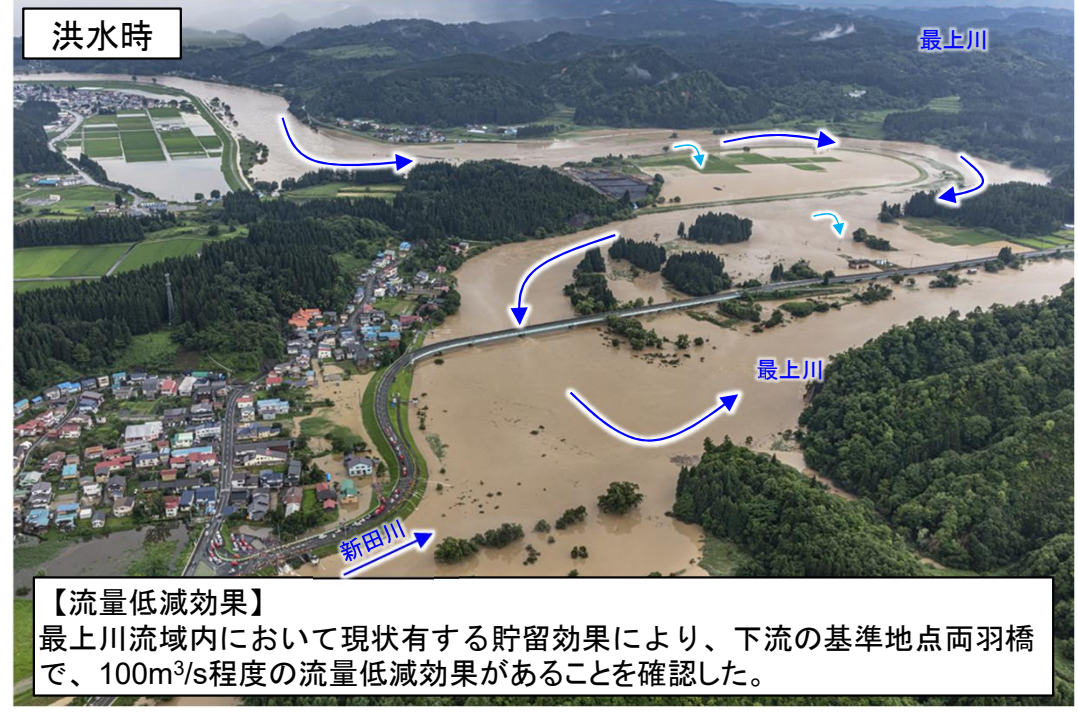 洪水時
最上川
最上川
新田川
【流量低減効果】
最上川流域内において現状有する貯留効果により、下流の基準地点両羽橋
で、100m³/s程度の流量低減効果があることを確認した。